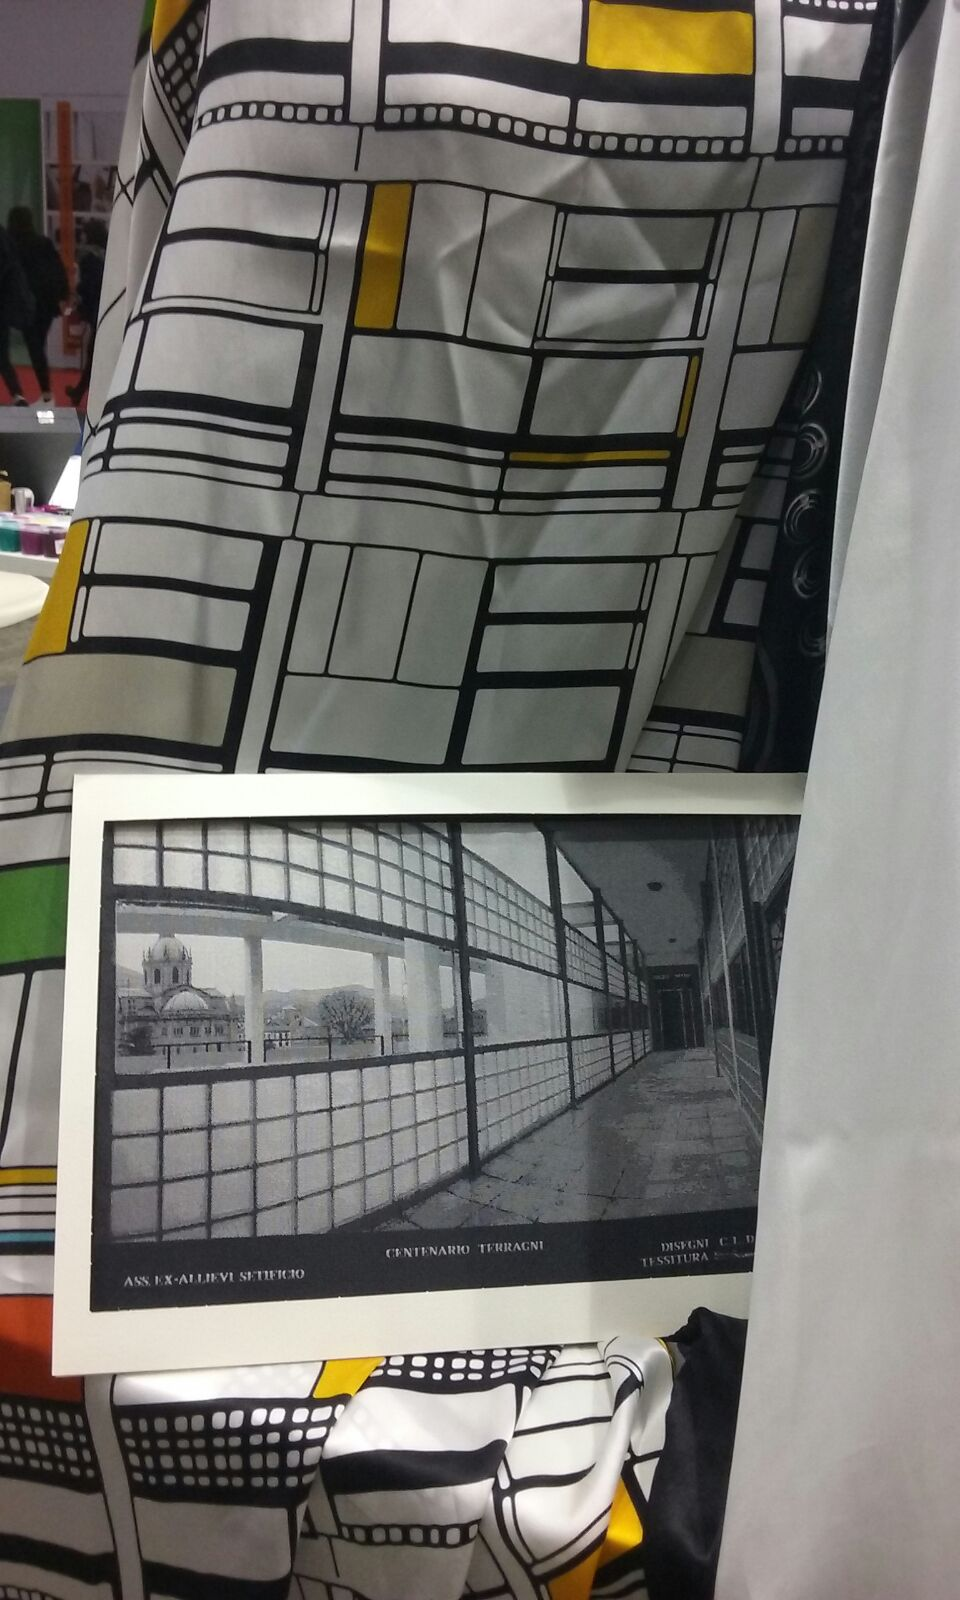 CENTENARIO TERRAGNI
ASS. EX-ALLIEVI SETIFICIO
DISEGNI C. L. D
TESSITURA